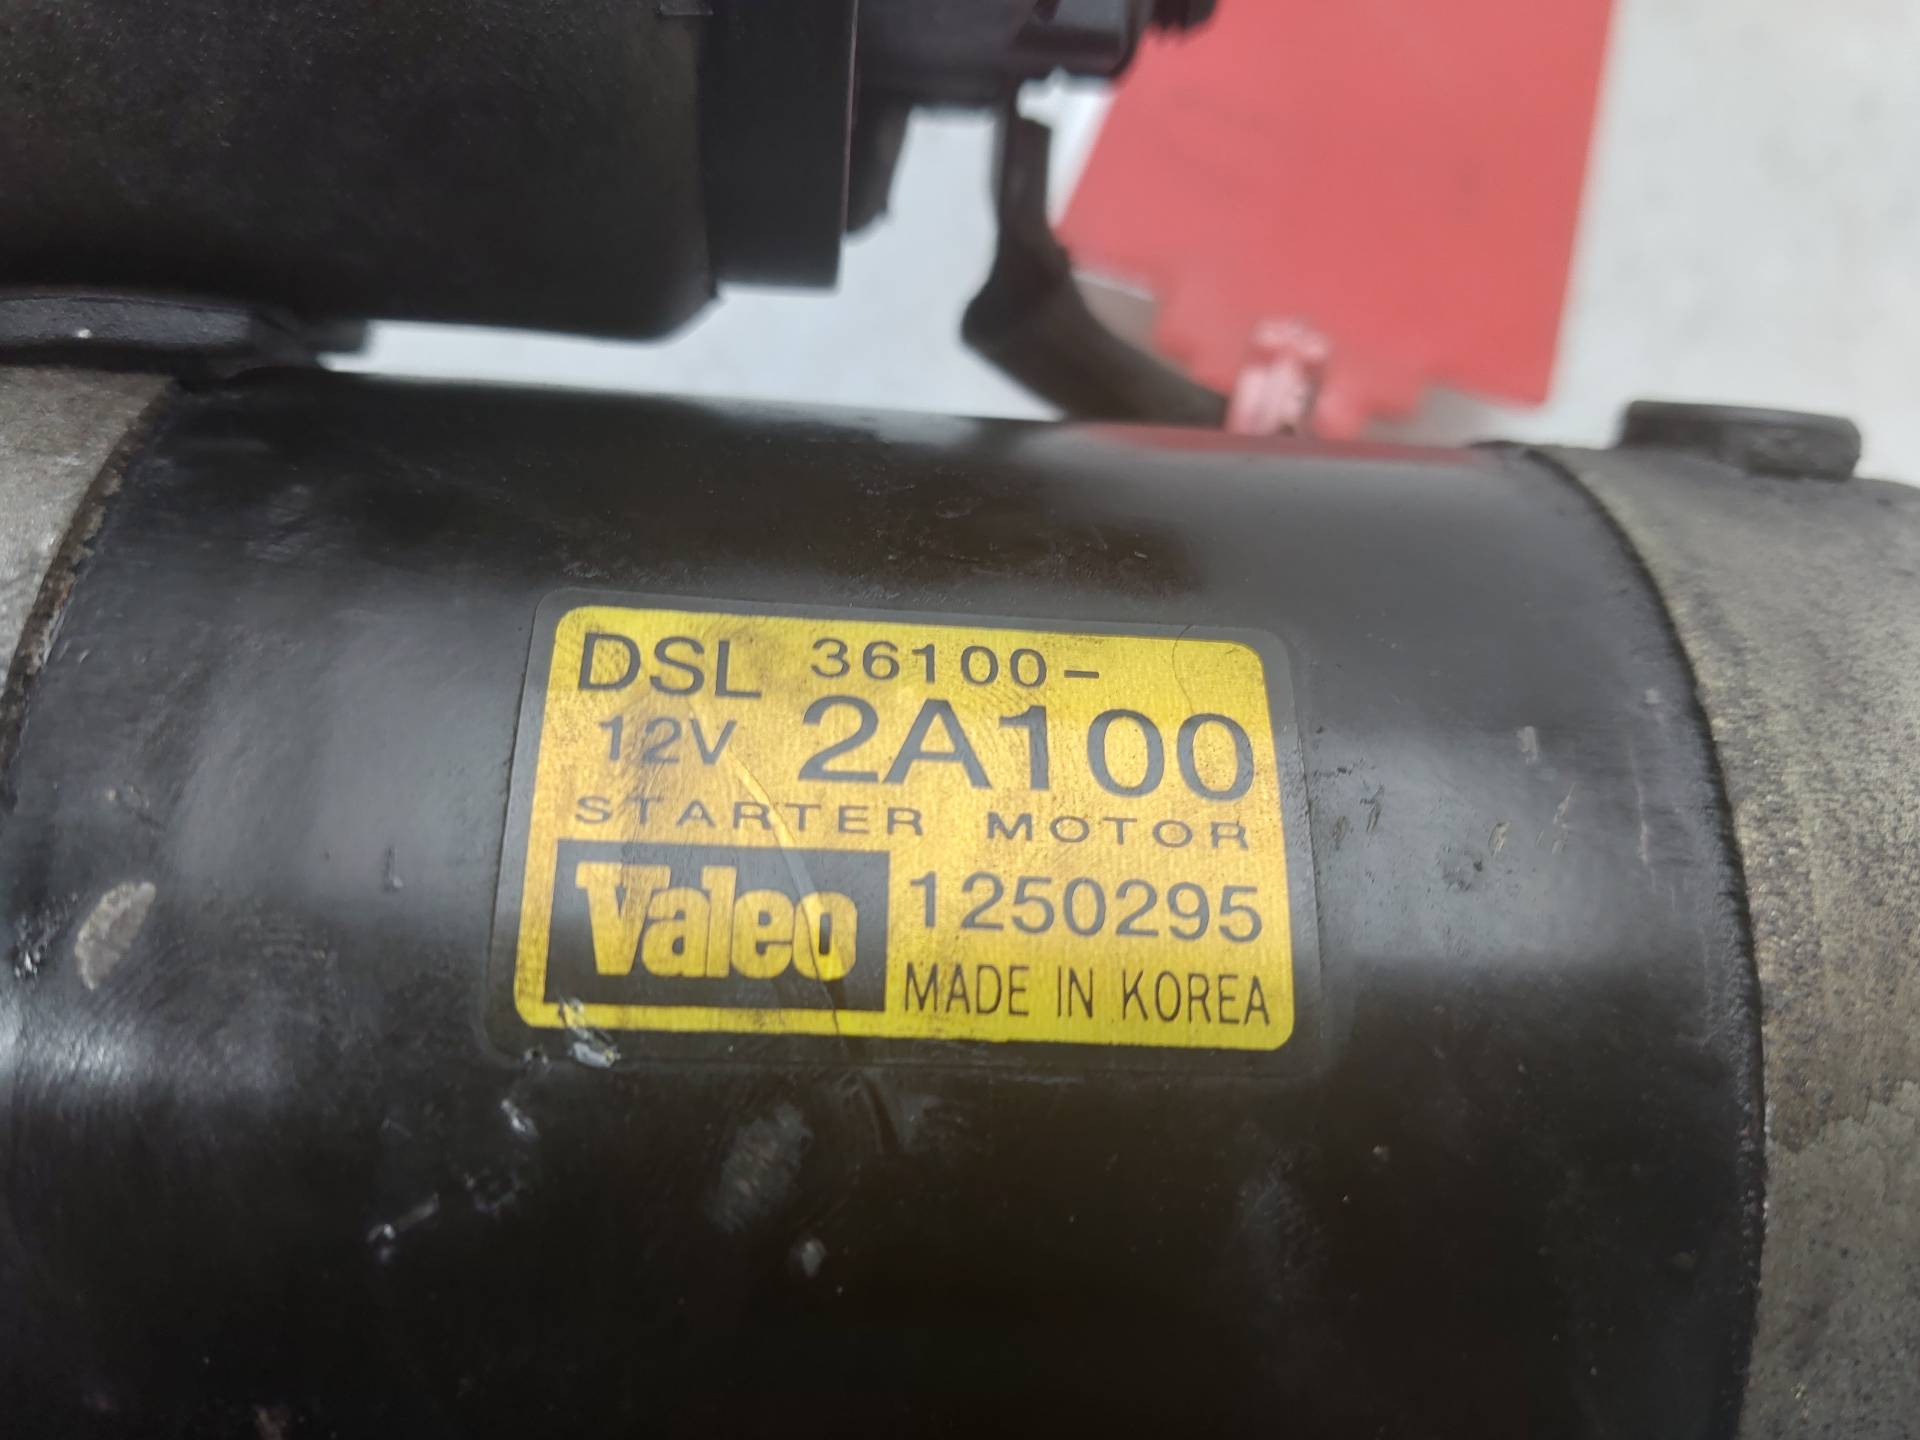 DSL 36100-
12V 2A100
STARTER MOTOR
Valeo 1250295
MADE IN KOREA